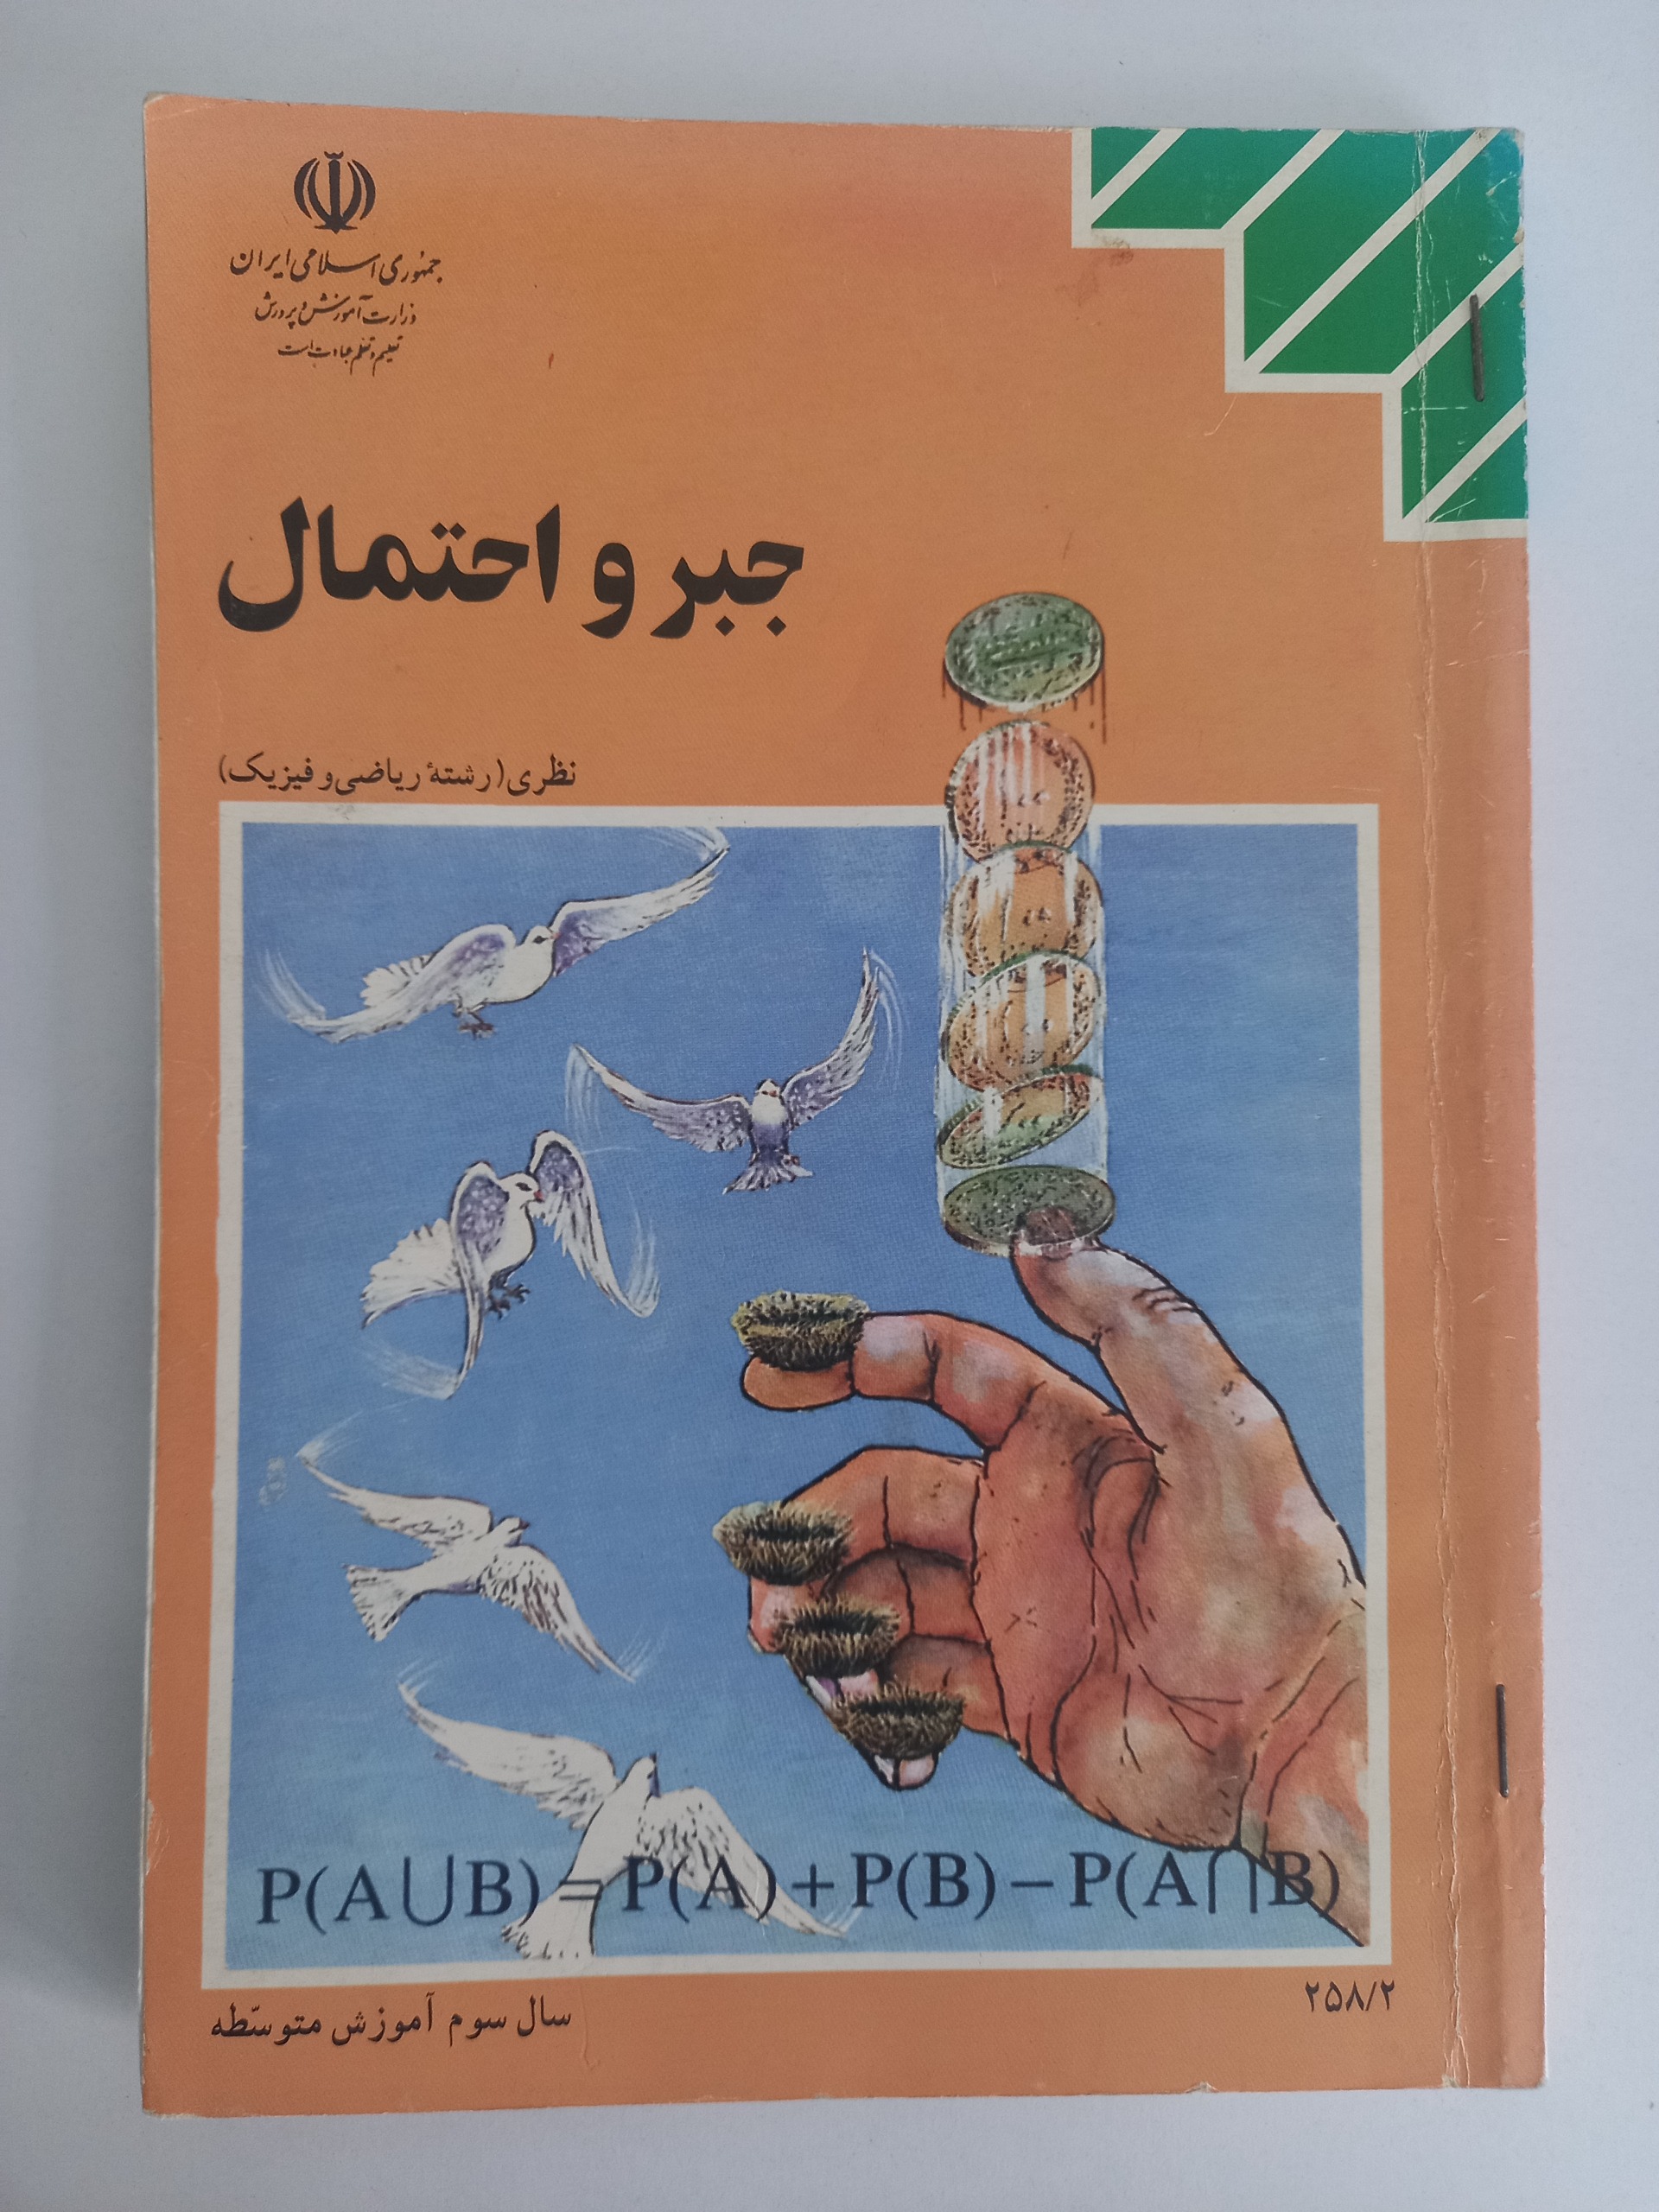 جمهوری اسلامی ایران
وزارت آموزش و پرورش
تعلیم و تعلم عبادت است
جبر و احتمال
نظری (رشتهٔ ریاضی و فیزیک)
P(A∪B) = P(A) + P(B) − P(A∩B)
۲۵۸/۲
سال سوم آموزش متوسّطه